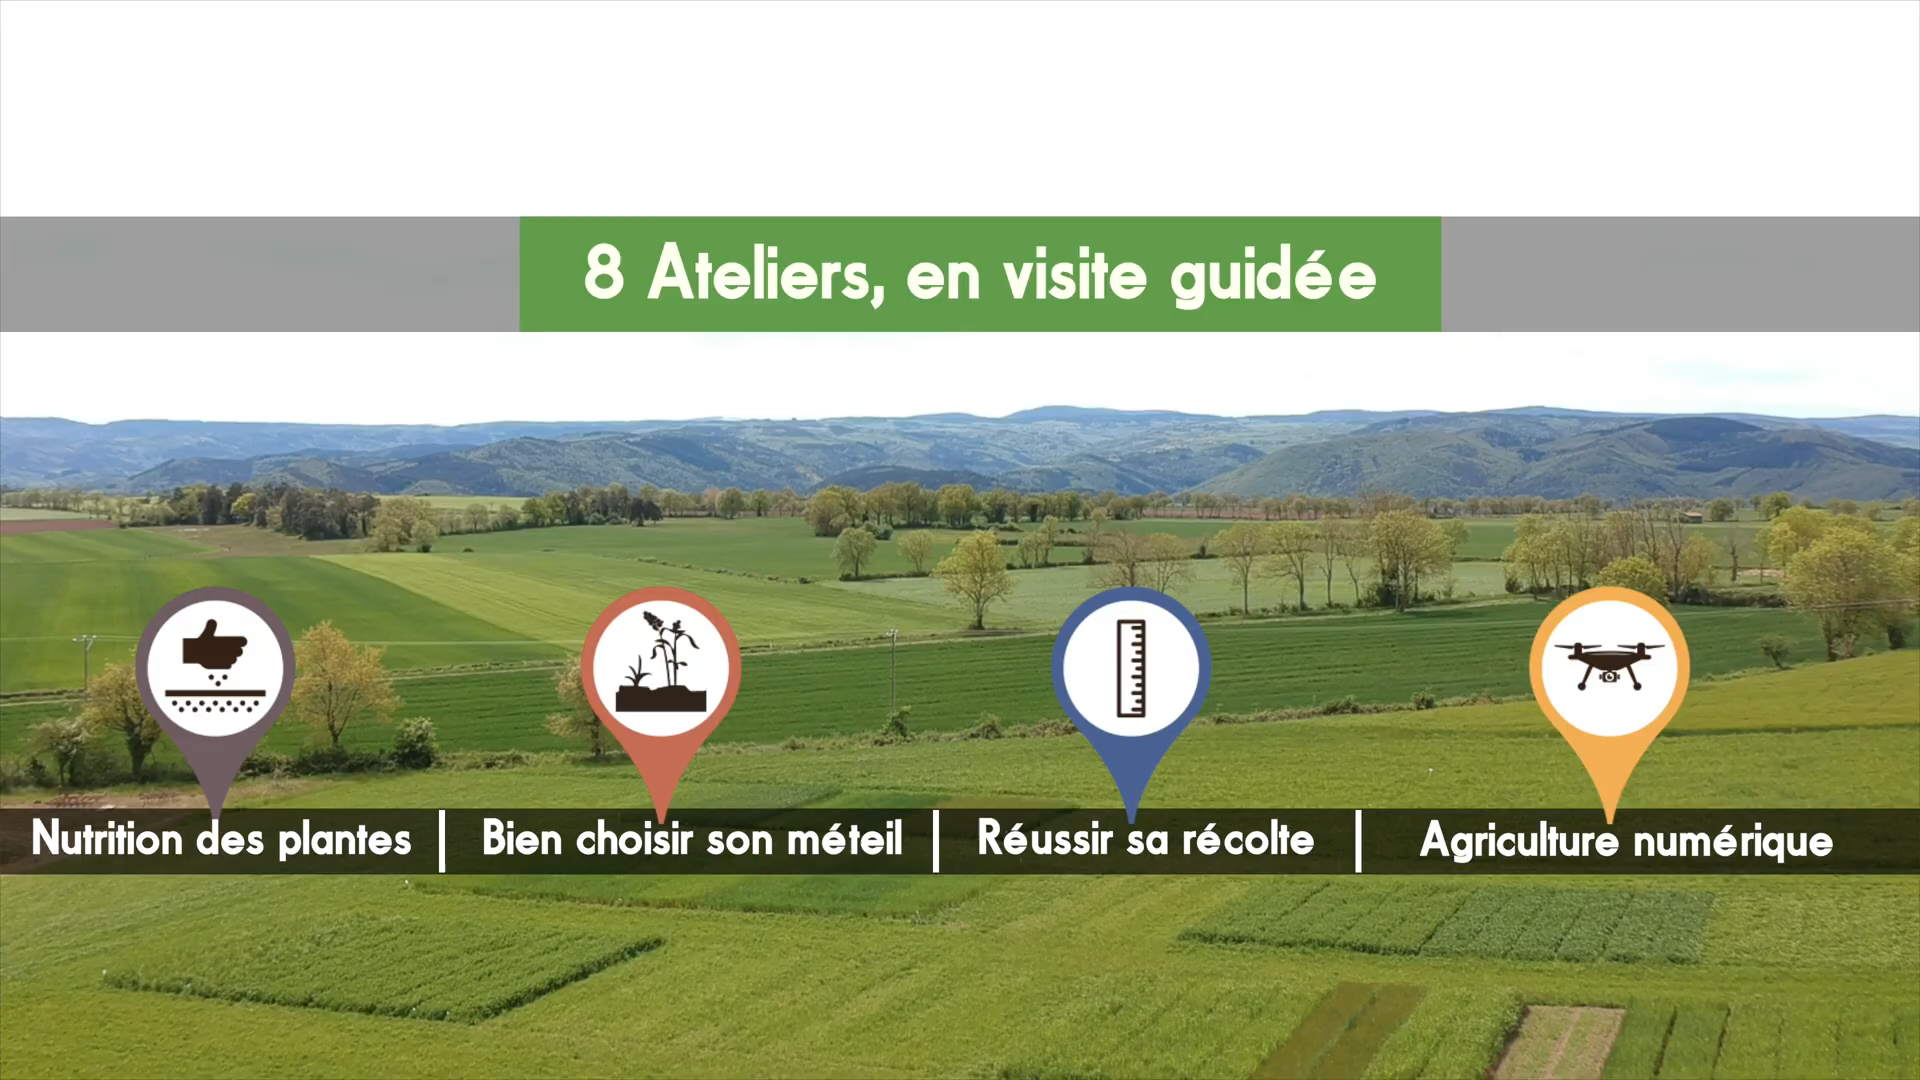 8 Ateliers, en visite guidée
Nutrition des plantes
Bien choisir son méteil
Réussir sa récolte
Agriculture numérique